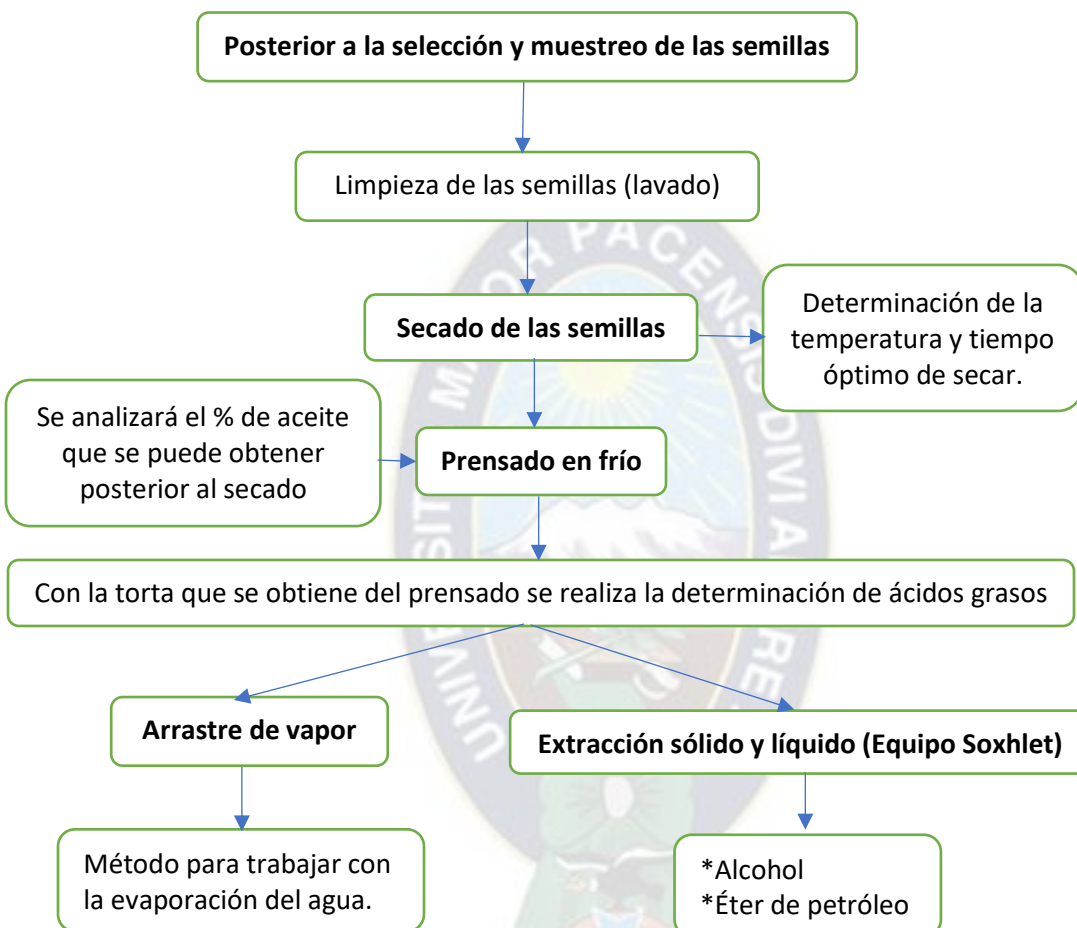 Posterior a la selección y muestreo de las semillas
Limpieza de las semillas (lavado)
Secado de las semillas
Determinación de la
temperatura y tiempo
óptimo de secar.
Se analizará el % de aceite
que se puede obtener
posterior al secado
Prensado en frío
Con la torta que se obtiene del prensado se realiza la determinación de ácidos grasos
Arrastre de vapor
Extracción sólido y líquido (Equipo Soxhlet)
Método para trabajar con
la evaporación del agua.
*Alcohol
*Éter de petróleo